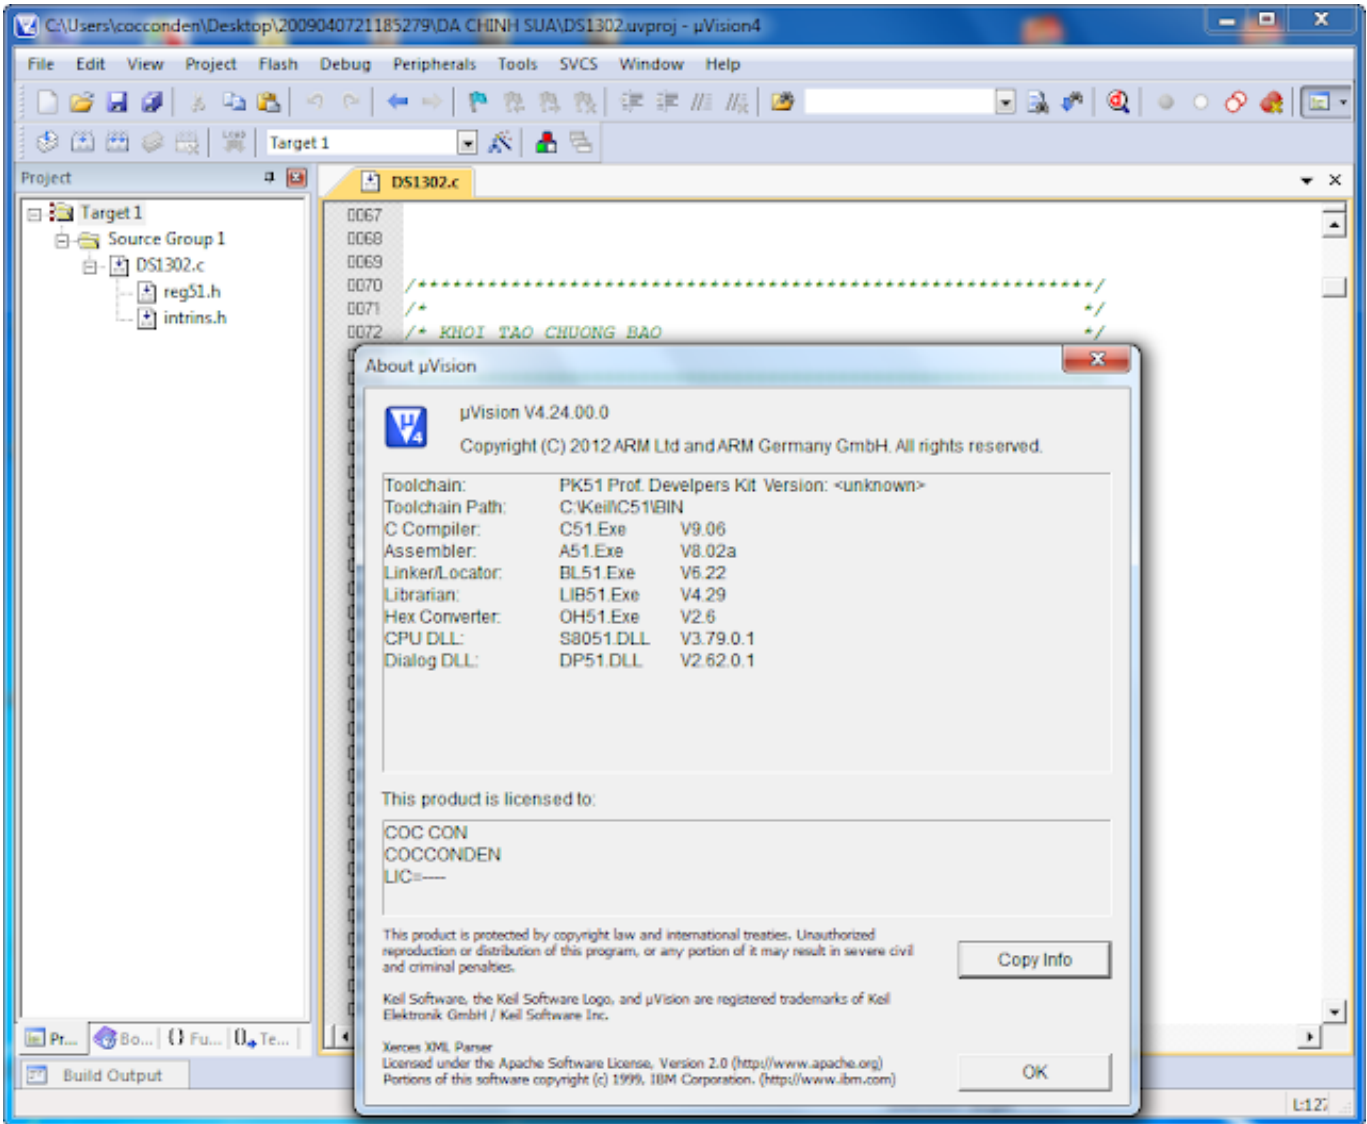 C:\Users\cocconden\Desktop\20090407211​85279\DA CHINH SUA\DS1302.uvproj - µVision4
File Edit View Project Flash Debug Peripherals Tools SVCS Window Help
Target 1
Project
DS1302.c
Target 1
Source Group 1
DS1302.c
reg51.h
intrins.h
0067
0068
0069
0070 /**********************************************************/
0071 /* */
0072 /* KHOI TAO CHUONG BAO */
About µVision
µVision V4.24.00.0
Copyright (C) 2012 ARM Ltd and ARM Germany GmbH. All rights reserved.
Toolchain: PK51 Prof. Develpers Kit Version: <unknown>
Toolchain Path: C:\Keil\C51\BIN
C Compiler: C51.Exe V9.06
Assembler: A51.Exe V8.02a
Linker/Locator: BL51.Exe V6.22
Librarian: LIB51.Exe V4.29
Hex Converter: OH51.Exe V2.6
CPU DLL: S8051.DLL V3.79.0.1
Dialog DLL: DP51.DLL V2.62.0.1
This product is licensed to:
COC CON
COCCONDEN
LIC=----
This product is protected by copyright law and international treaties. Unauthorized
reproduction or distribution of this program, or any portion of it may result in severe civil
and criminal penalties.
Copy Info
Keil Software, the Keil Software Logo, and µVision are registered trademarks of Keil
Elektronik GmbH / Keil Software Inc.
Xerces XML Parser
Licensed under the Apache Software License, Version 2.0 (http://www.apache.org)
Portions of this software copyright (c) 1999, IBM Corporation. (http://www.ibm.com)
OK
Pr... Bo... {} Fu... 0 Te...
Build Output
L:127